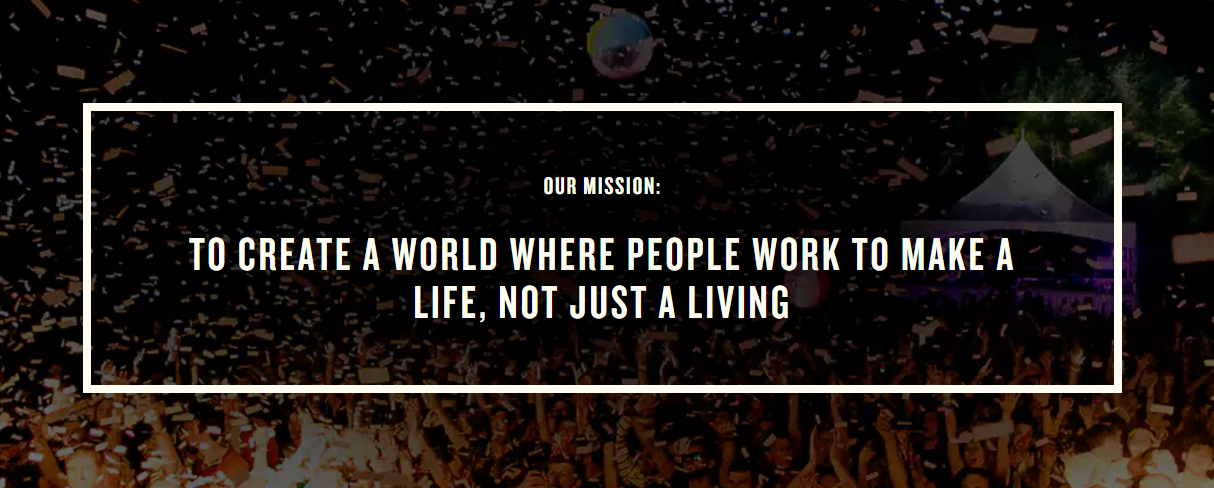 OUR MISSION:
TO CREATE A WORLD WHERE PEOPLE WORK TO MAKE A
LIFE, NOT JUST A LIVING